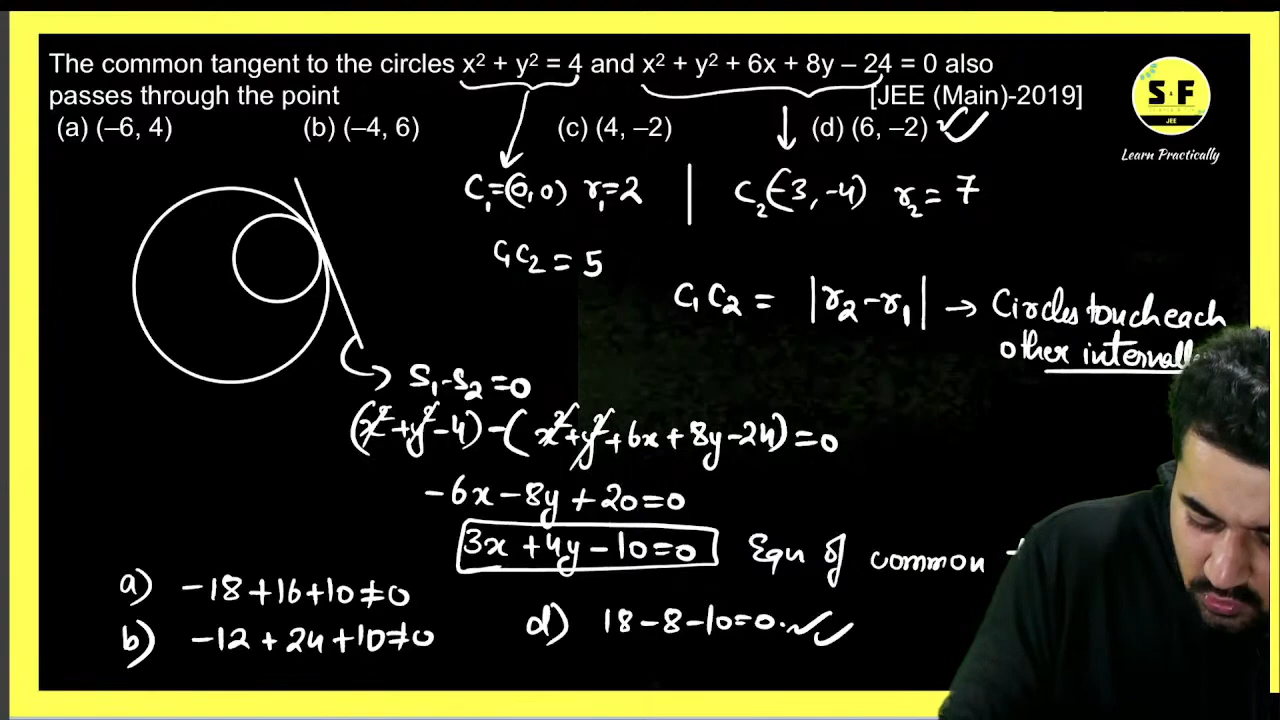 The common tangent to the circles x² + y² = 4 and x² + y² + 6x + 8y – 24 = 0 also
passes through the point [JEE (Main)-2019]
(a) (–6, 4) (b) (–4, 6) (c) (4, –2) (d) (6, –2)
S&F
JEE
Learn Practically
C₁=(0,0) r₁=2 | C₂(-3,-4) r₂=7
C₁C₂ = 5
C₁C₂ = |r₂-r₁| → Circles touch each
other internall
S₁-S₂=0
(x²+y²-4)-(x²+y²+6x+8y-24)=0
-6x-8y+20=0
3x+4y-10=0 Eqn of common
a) -18+16+10≠0
b) -12+24+10≠0
d) 18-8-10=0.